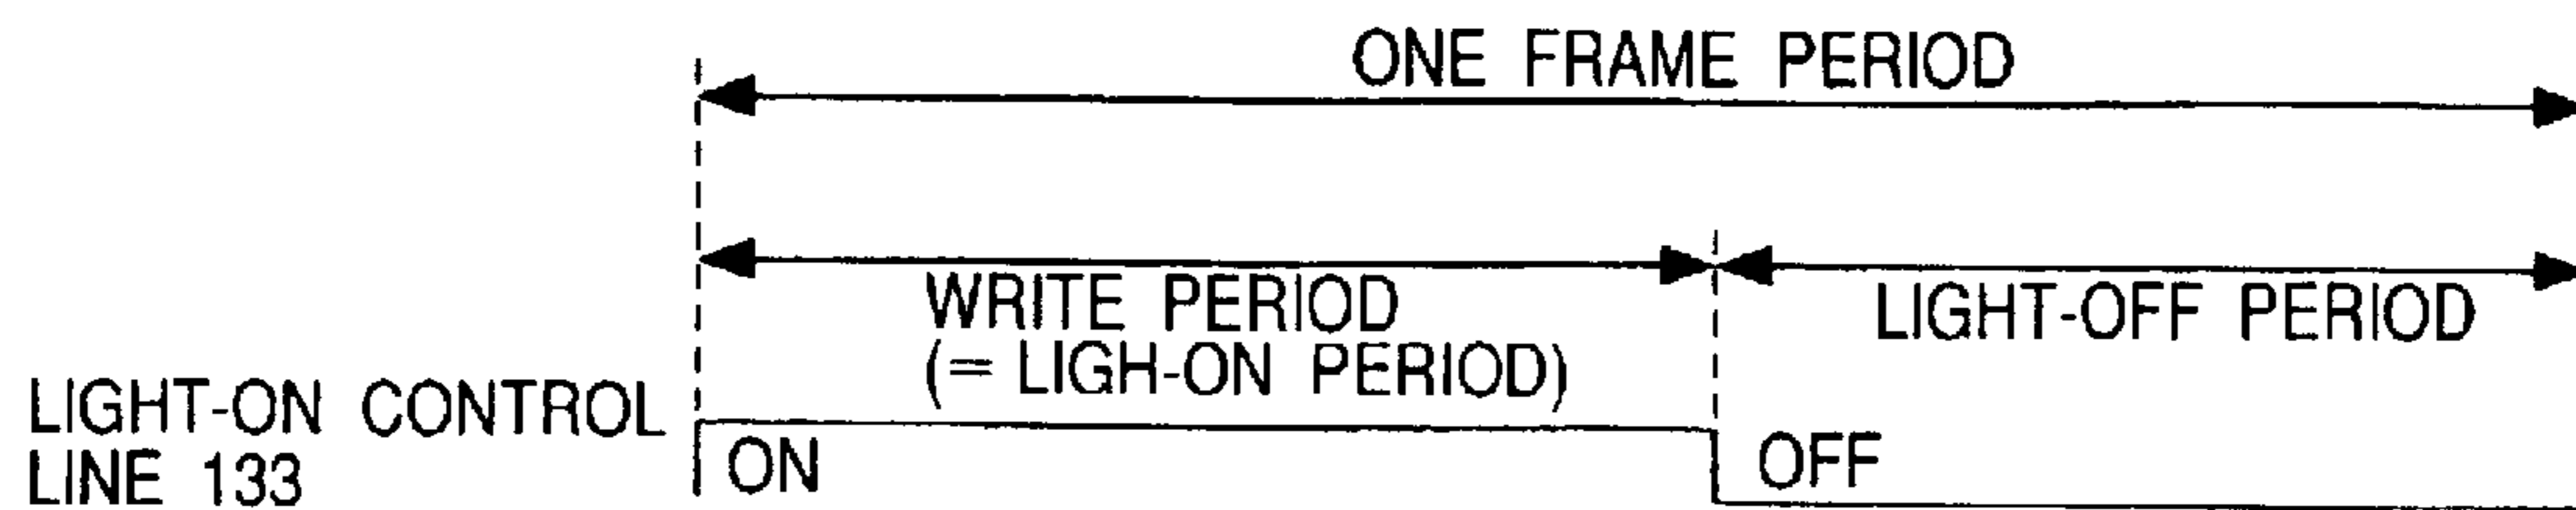 ONE FRAME PERIOD
WRITE PERIOD
(= LIGH-ON PERIOD)
LIGHT-OFF PERIOD
LIGHT-ON CONTROL
LINE 133
ON
OFF